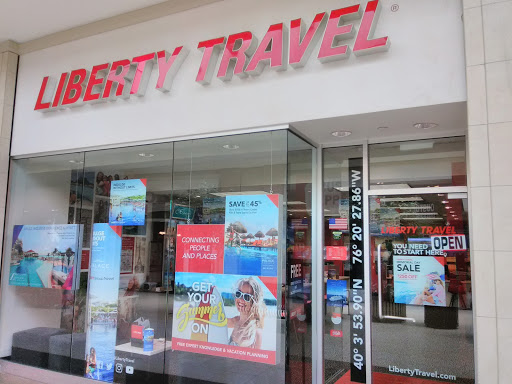 LIBERTY TRAVEL®
SAVE UP TO 45%
CONNECTING
PEOPLE
AND PLACES
GET
YOUR
Summer
ON
FREE EXPERT KNOWLEDGE & VACATION PLANNING
LibertyTravel
FREE
40° 3' 53.90"N 76° 20' 27.86"W
LIBERTY TRAVEL
YOU NEED
TO START HERE.
OPEN
SALE
LibertyTravel.com